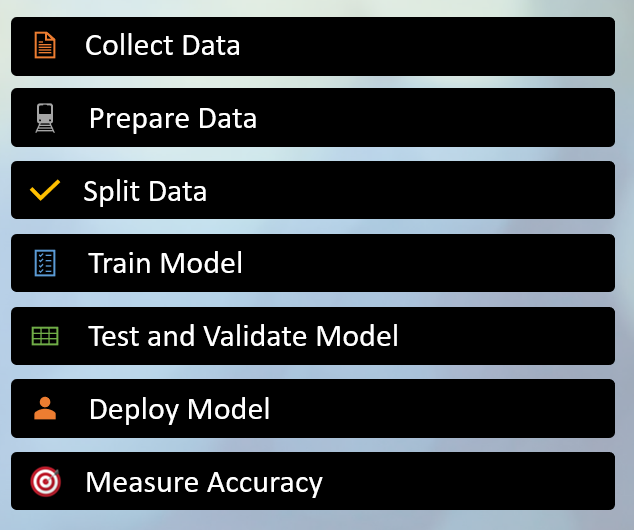 Collect Data
Prepare Data
Split Data
Train Model
Test and Validate Model
Deploy Model
Measure Accuracy